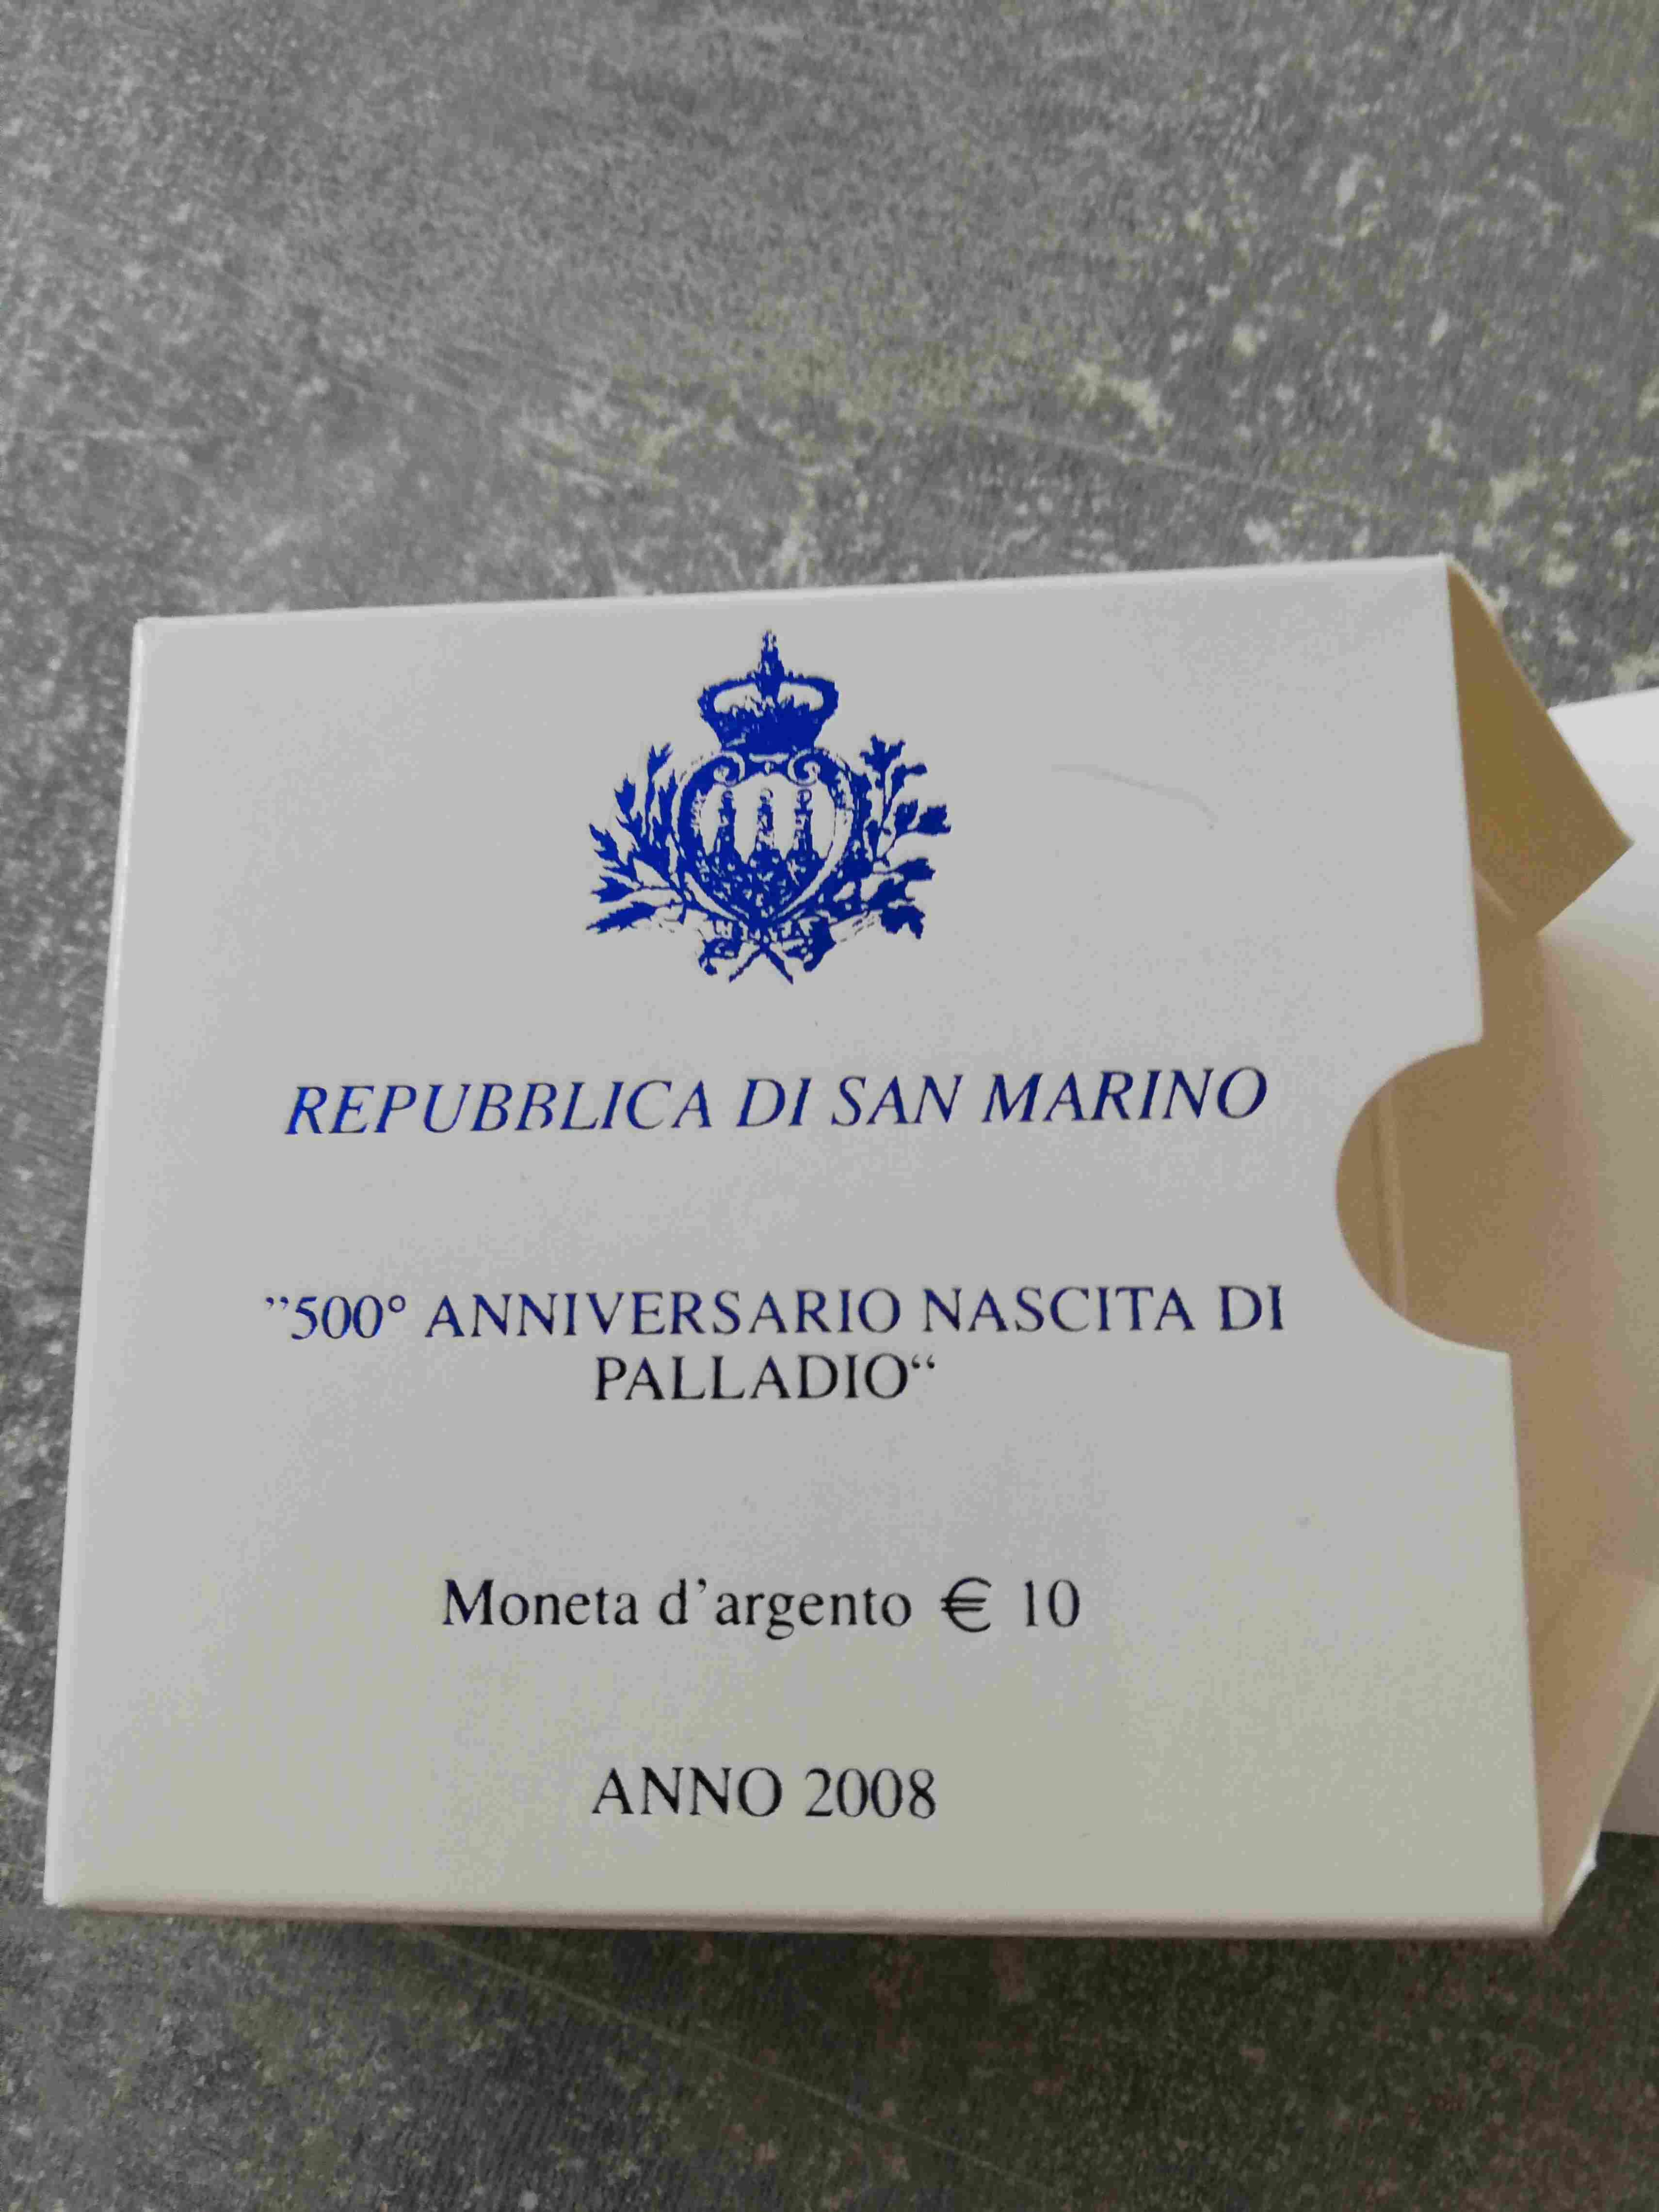 REPUBBLICA DI SAN MARINO
”500° ANNIVERSARIO NASCITA DI
PALLADIO“
Moneta d’argento € 10
ANNO 2008